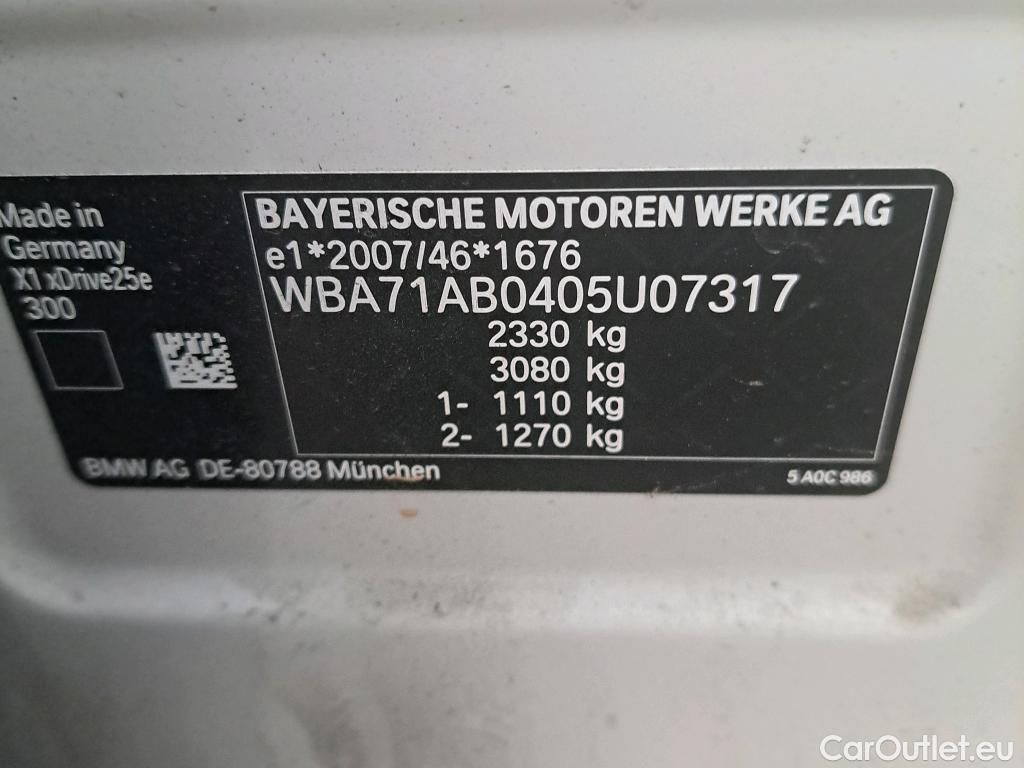 Made in
Germany
X1 xDrive25e
300
BAYERISCHE MOTOREN WERKE AG
e1*2007/46*1676
WBA71AB0405U07317
2330 kg
3080 kg
1- 1110 kg
2- 1270 kg
BMW AG DE-80788 München
5 A0C 986
CarOutlet.eu